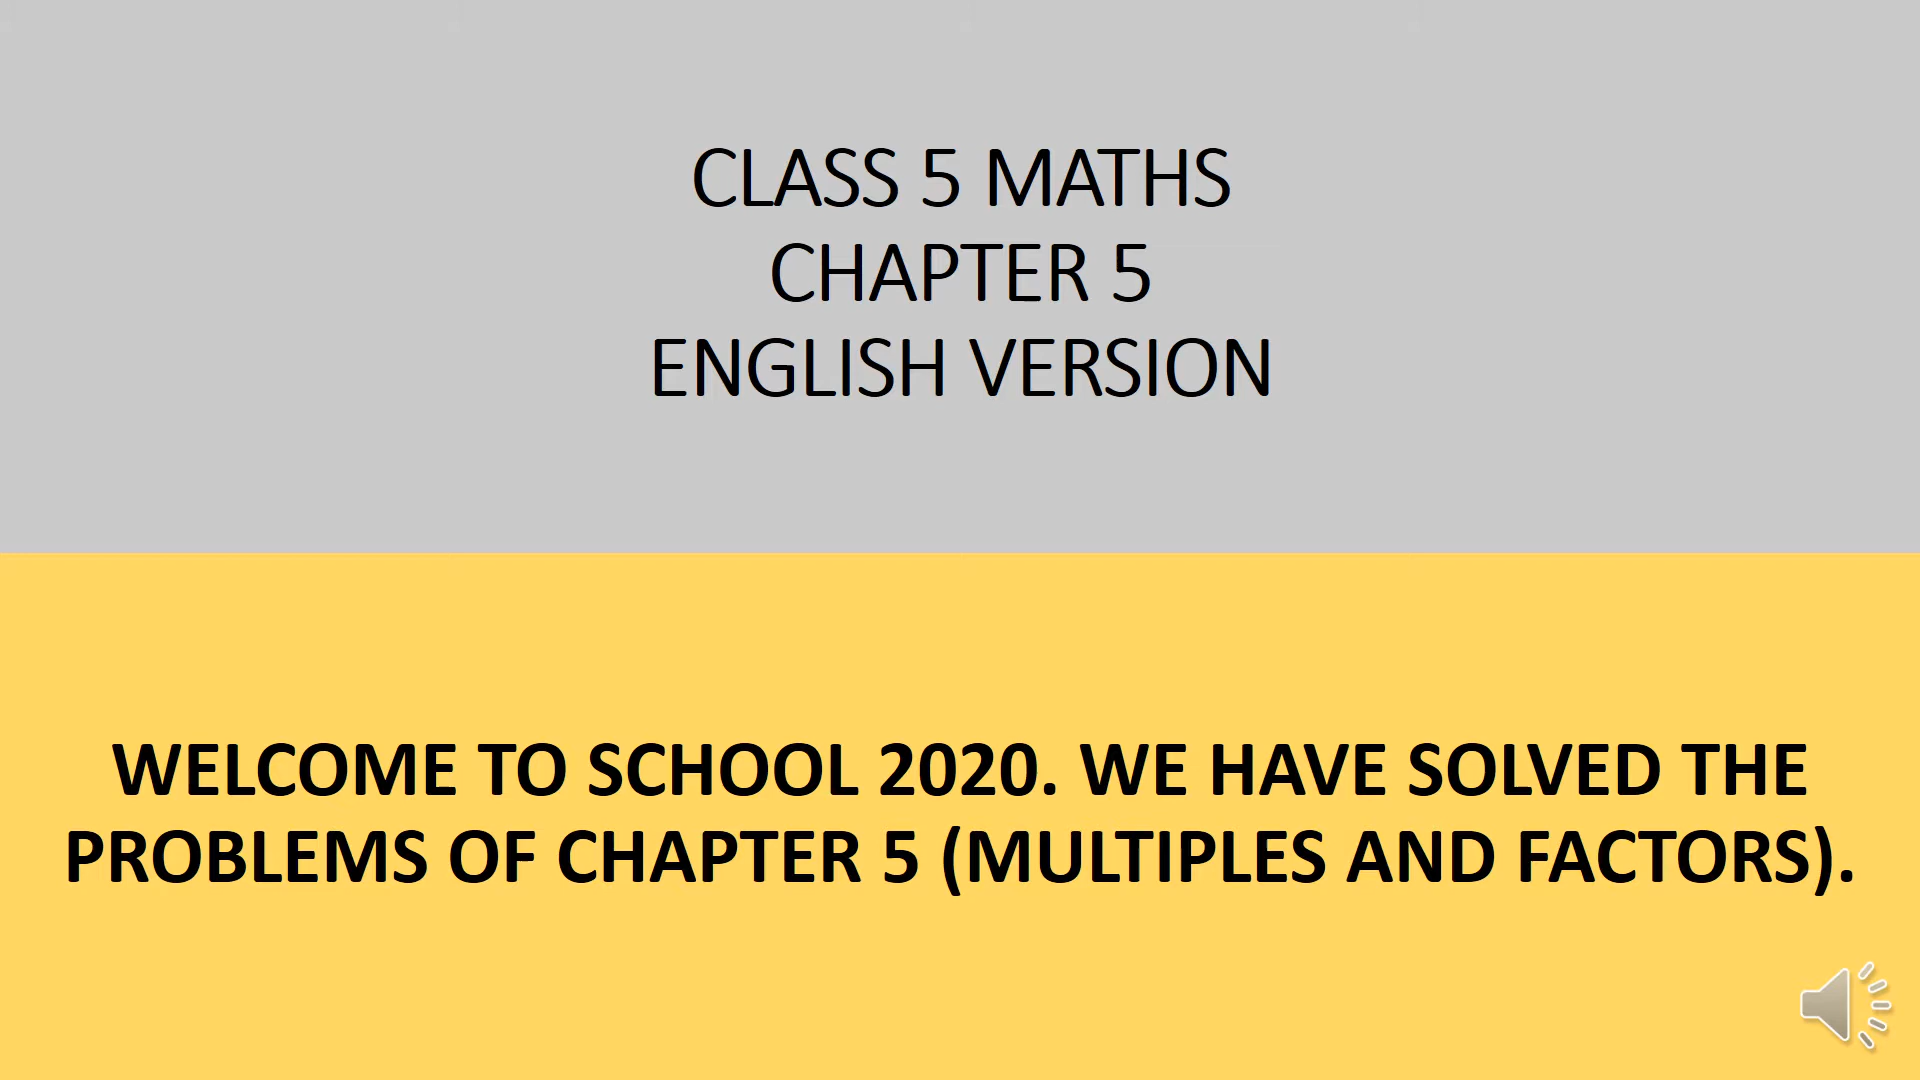 CLASS 5 MATHS
CHAPTER 5
ENGLISH VERSION
WELCOME TO SCHOOL 2020. WE HAVE SOLVED THE
PROBLEMS OF CHAPTER 5 (MULTIPLES AND FACTORS).